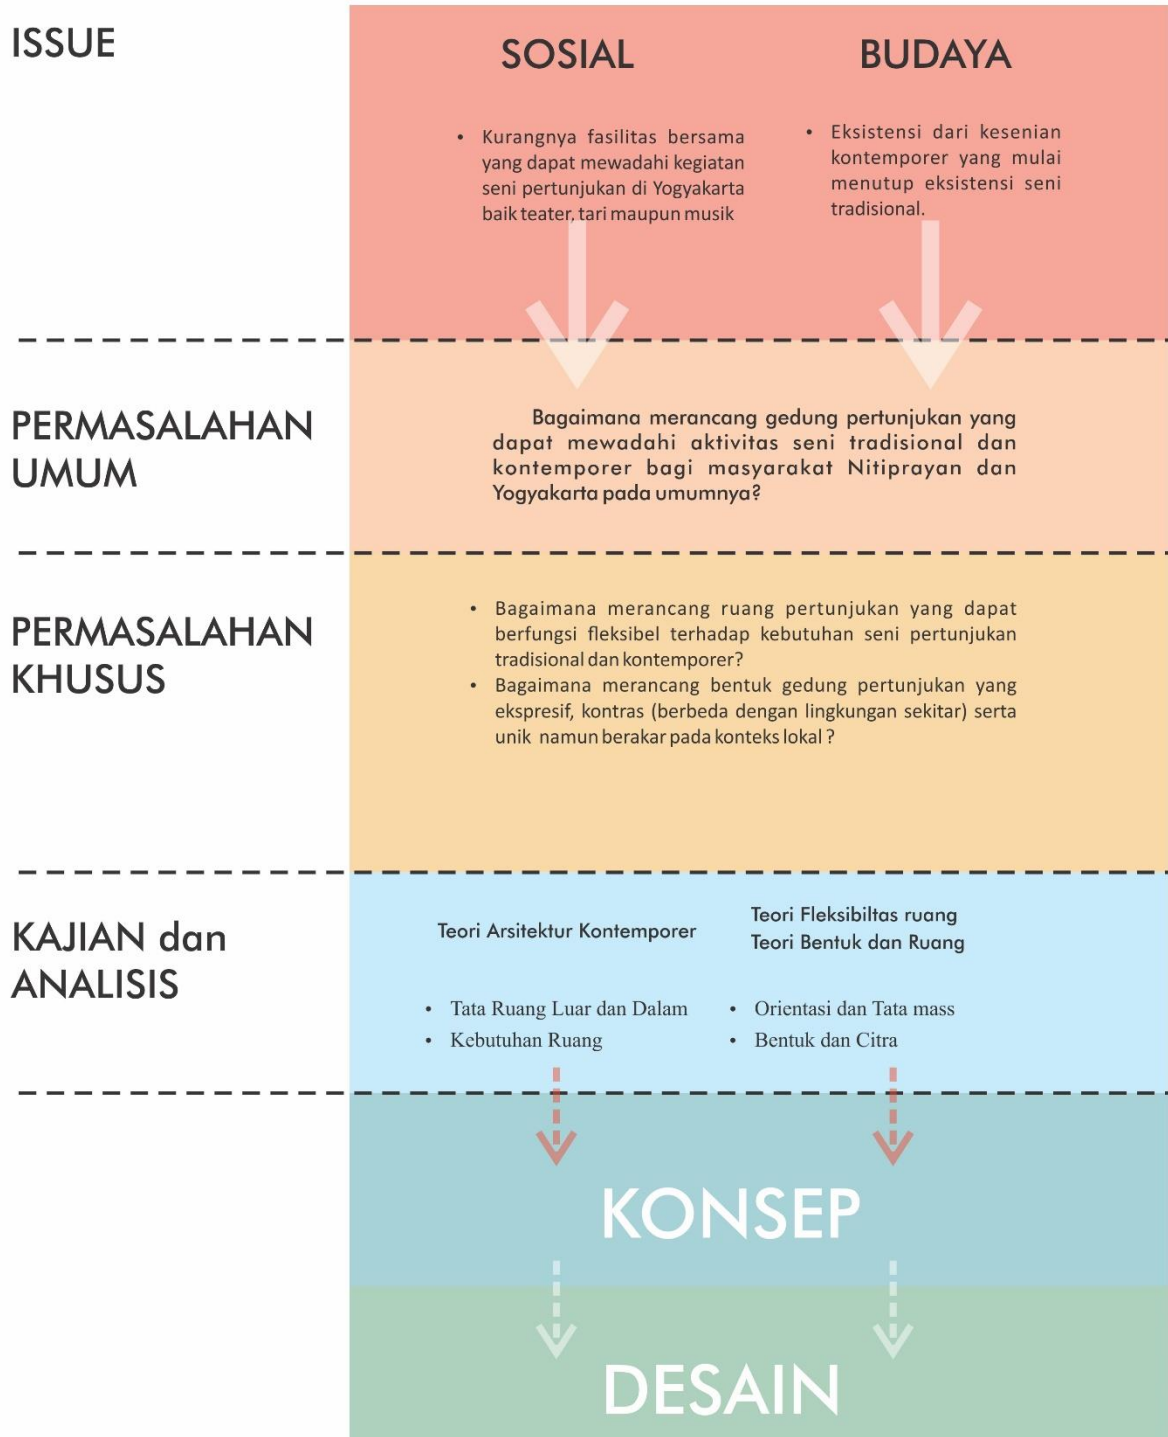 ISSUE
SOSIAL
BUDAYA
• Kurangnya fasilitas bersama
yang dapat mewadahi kegiatan
seni pertunjukan di Yogyakarta
baik teater, tari maupun musik
• Eksistensi dari kesenian
kontemporer yang mulai
menutup eksistensi seni
tradisional.
PERMASALAHAN
UMUM
Bagaimana merancang gedung pertunjukan yang
dapat mewadahi aktivitas seni tradisional dan
kontemporer bagi masyarakat Nitiprayan dan
Yogyakarta pada umumnya?
PERMASALAHAN
KHUSUS
• Bagaimana merancang ruang pertunjukan yang dapat
berfungsi fleksibel terhadap kebutuhan seni pertunjukan
tradisional dan kontemporer?
• Bagaimana merancang bentuk gedung pertunjukan yang
ekspresif, kontras (berbeda dengan lingkungan sekitar) serta
unik namun berakar pada konteks lokal ?
KAJIAN dan
ANALISIS
Teori Arsitektur Kontemporer
Teori Fleksibiltas ruang
Teori Bentuk dan Ruang
• Tata Ruang Luar dan Dalam
• Kebutuhan Ruang
• Orientasi dan Tata mass
• Bentuk dan Citra
KONSEP
DESAIN